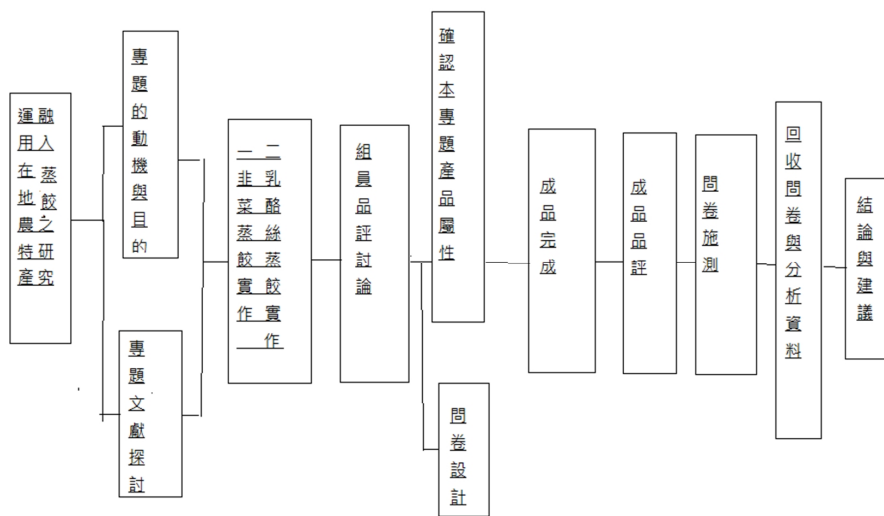 運用在地農特產
融入蒸餃之研究
專題的動機與目的
專題文獻探討
一韭菜蒸餃實作
二乳酪絲蒸餃實作
組員品評討論
確認本專題產品屬性
問卷設計
成品完成
成品品評
問卷施測
回收問卷與分析資料
結論與建議